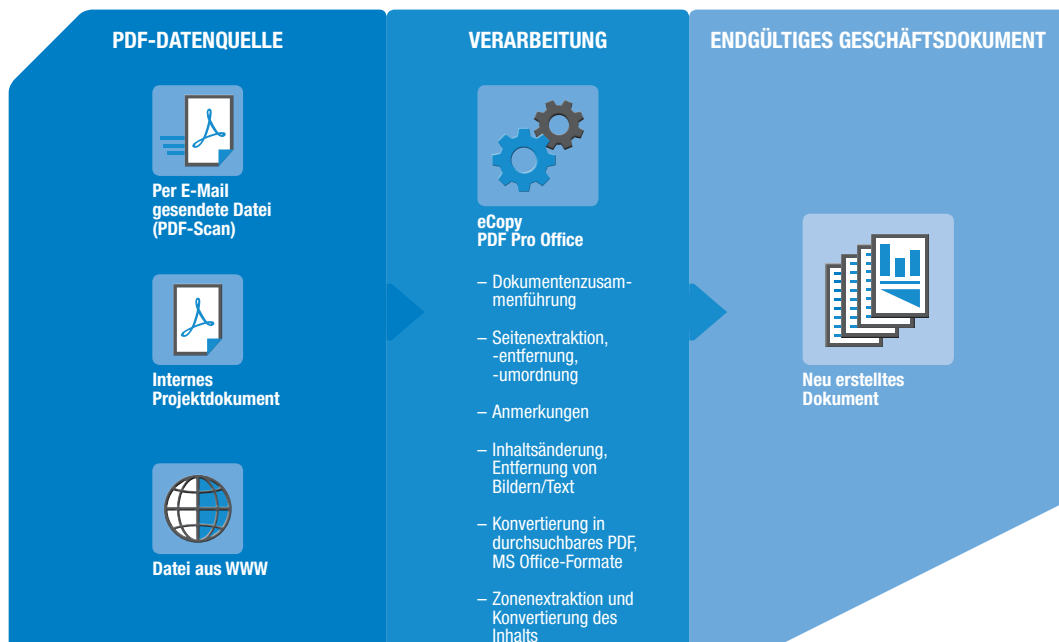 PDF-DATENQUELLE
Per E-Mail
gesendete Datei
(PDF-Scan)
Internes
Projektdokument
Datei aus WWW
VERARBEITUNG
eCopy
PDF Pro Office
– Dokumentenzusam-
menführung
– Seitenextraktion,
-entfernung,
-umordnung
– Anmerkungen
– Inhaltsänderung,
Entfernung von
Bildern/Text
– Konvertierung in
durchsuchbares PDF,
MS Office-Formate
– Zonenextraktion und
Konvertierung des
Inhalts
ENDGÜLTIGES GESCHÄFTSDOKUMENT
Neu erstelltes
Dokument